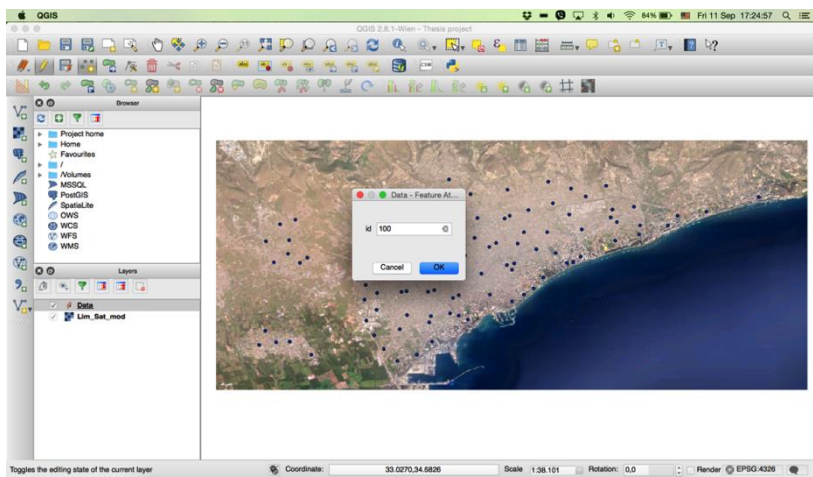 QGIS
84%
Fri 11 Sep 17:24:57
QGIS 2.8.1-Wien - Thesis project
Browser
Project home
Home
Favourites
/
/Volumes
MSSQL
PostGIS
SpatiaLite
OWS
WCS
WFS
WMS
Layers
Data
Lim_Sat_mod
Data - Feature At...
id 100
Cancel OK
Toggles the editing state of the current layer
Coordinate: 33.0270,34.6826
Scale 1:38.101
Rotation: 0,0
Render
EPSG:4326